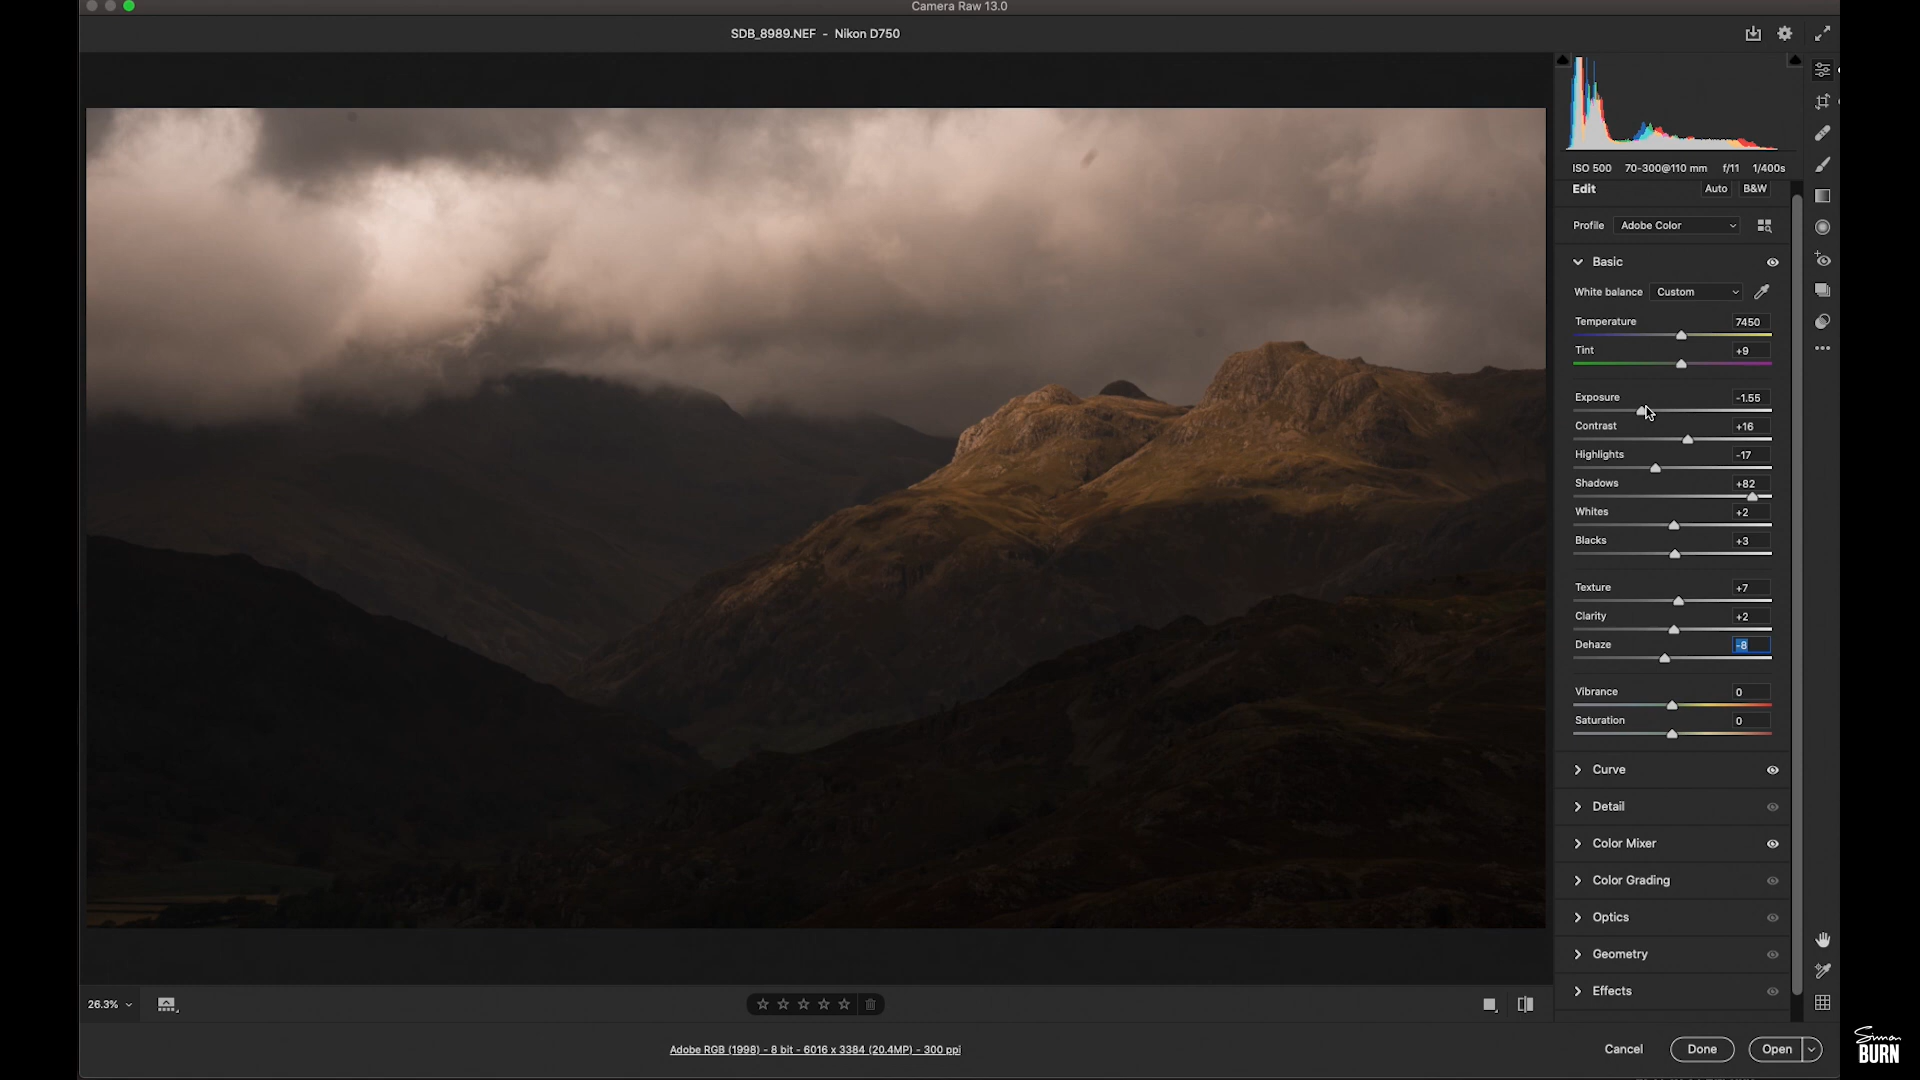 Camera Raw 13.0
SDB_8989.NEF - Nikon D750
ISO 500 70-300@110 mm f/11 1/400s
Edit Auto B&W
Profile Adobe Color
Basic
White balance Custom
Temperature 7450
Tint +9
Exposure -1.55
Contrast +16
Highlights -17
Shadows +82
Whites +2
Blacks +3
Texture +7
Clarity +2
Dehaze -8
Vibrance 0
Saturation 0
Curve
Detail
Color Mixer
Color Grading
Optics
Geometry
Effects
26.3%
Adobe RGB (1998) - 8 bit - 6016 x 3384 (20.4MP) - 300 ppi
Cancel Done Open
Simon
BURN